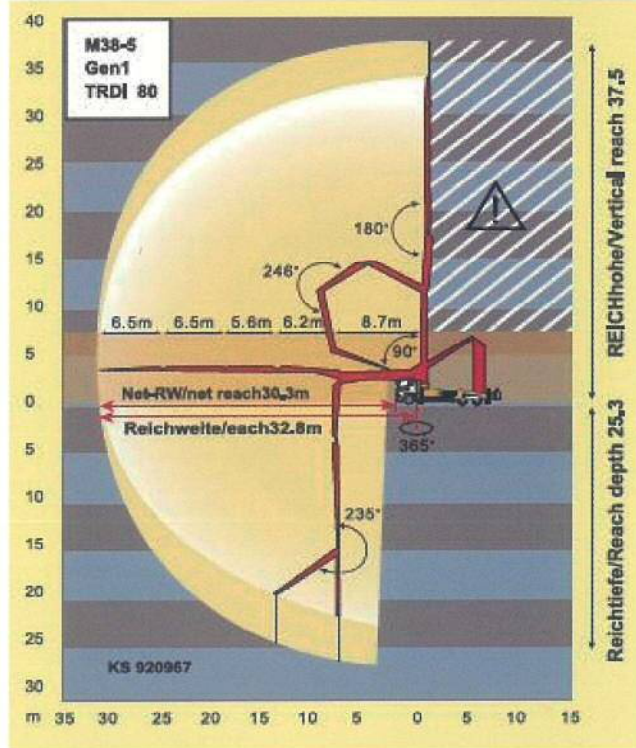 40
M38-5
Gen1
TRDI 80
35
30
25
20
15
10
5
0
5
10
15
20
25
30
180°
246°
6.5m 6.5m 5.6m 6.2m 8.7m
90°
Net-RW/net reach30.3m
Reichweite/each32.8m
365°
235°
KS 920967
m 35 25 20 15 10 5 0 5 10 15
REICHhohe/Vertical reach 37.5
Reichtiefe/Reach depth 25.3